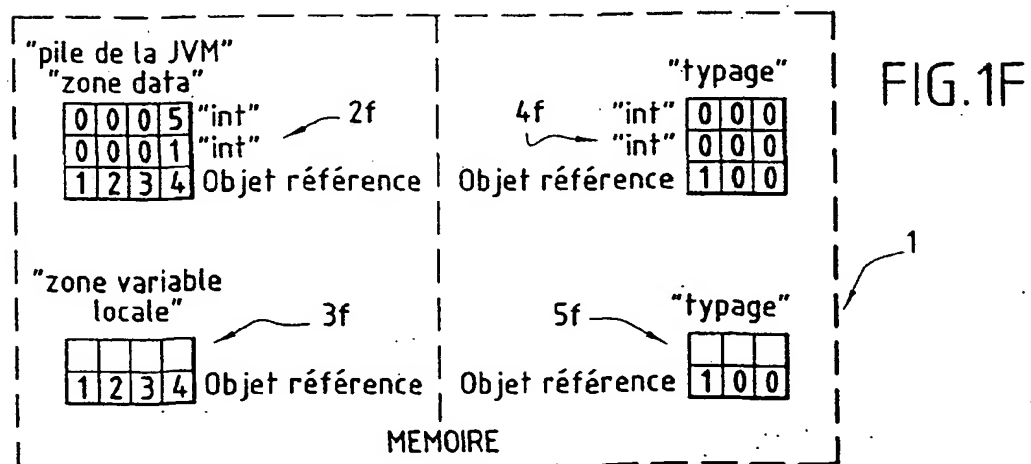 "pile de la JVM"
"zone data"
0 0 0 5 "int"
0 0 0 1 "int"
1 2 3 4 Objet référence
2f
"typage"
"int" 0 0 0
"int" 0 0 0
Objet référence 1 0 0
4f
FIG.1F
1
"zone variable
locale"
3f
1 2 3 4 Objet référence
5f
"typage"
Objet référence 1 0 0
MEMOIRE